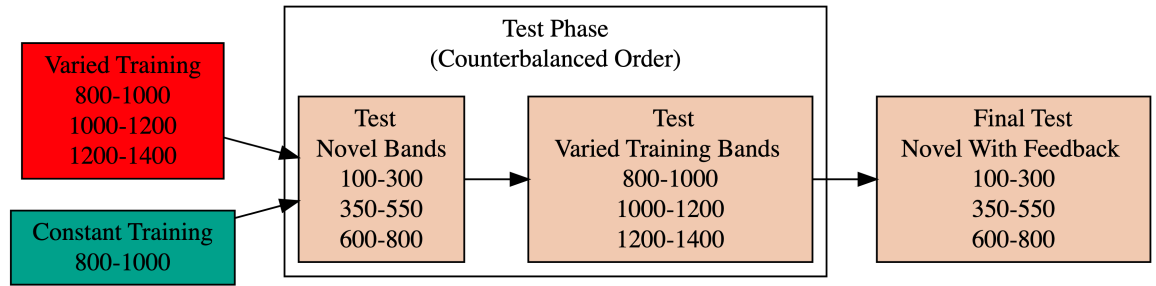 Varied Training
800-1000
1000-1200
1200-1400
Constant Training
800-1000
Test Phase
(Counterbalanced Order)
Test
Novel Bands
100-300
350-550
600-800
Test
Varied Training Bands
800-1000
1000-1200
1200-1400
Final Test
Novel With Feedback
100-300
350-550
600-800